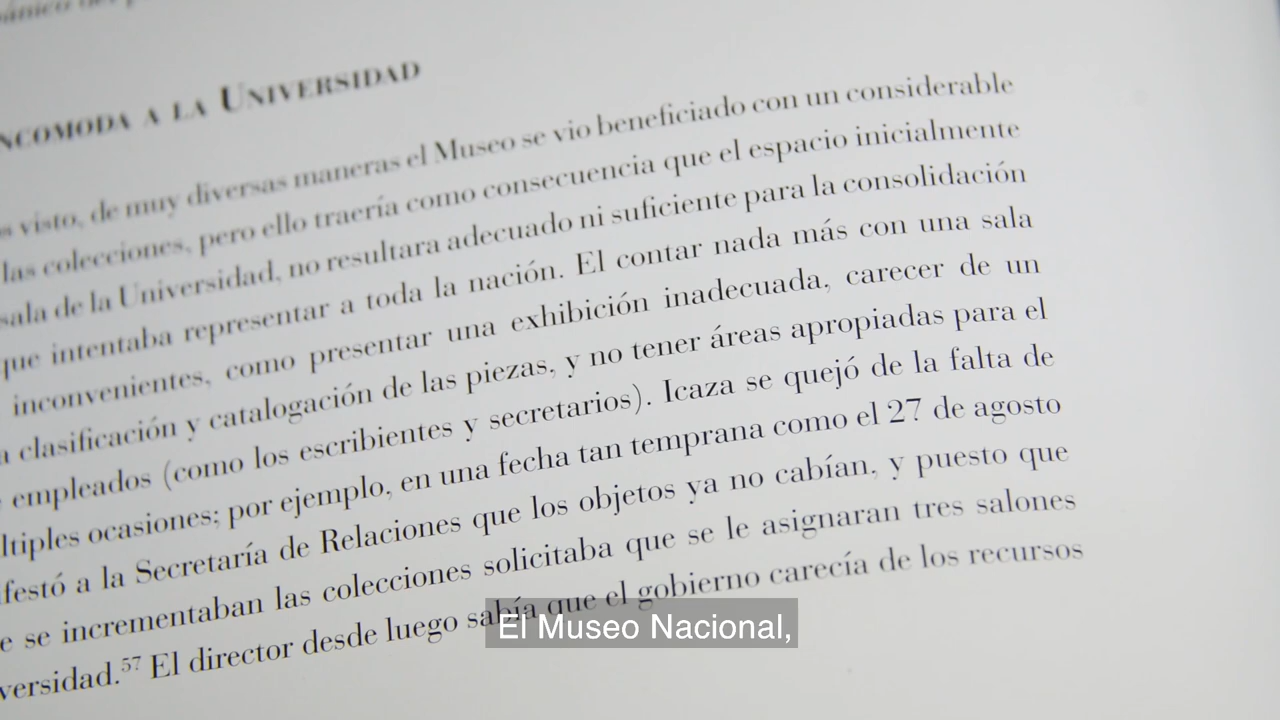 NCOMODA A LA UNIVERSIDAD
s visto, de muy diversas maneras el Museo se vio beneficiado con un considerable
las colecciones, pero ello traería como consecuencia que el espacio inicialmente
sala de la Universidad, no resultara adecuado ni suficiente para la consolidación
que intentaba representar a toda la nación. El contar nada más con una sala
inconvenientes, como presentar una exhibición inadecuada, carecer de un
a clasificación y catalogación de las piezas, y no tener áreas apropiadas para el
empleados (como los escribientes y secretarios). Icaza se quejó de la falta de
ltiples ocasiones; por ejemplo, en una fecha tan temprana como el 27 de agosto
ifestó a la Secretaría de Relaciones que los objetos ya no cabían, y puesto que
e se incrementaban las colecciones solicitaba que se le asignaran tres salones
versidad.57 El director desde luego sabía que el gobierno carecía de los recursos
El Museo Nacional,